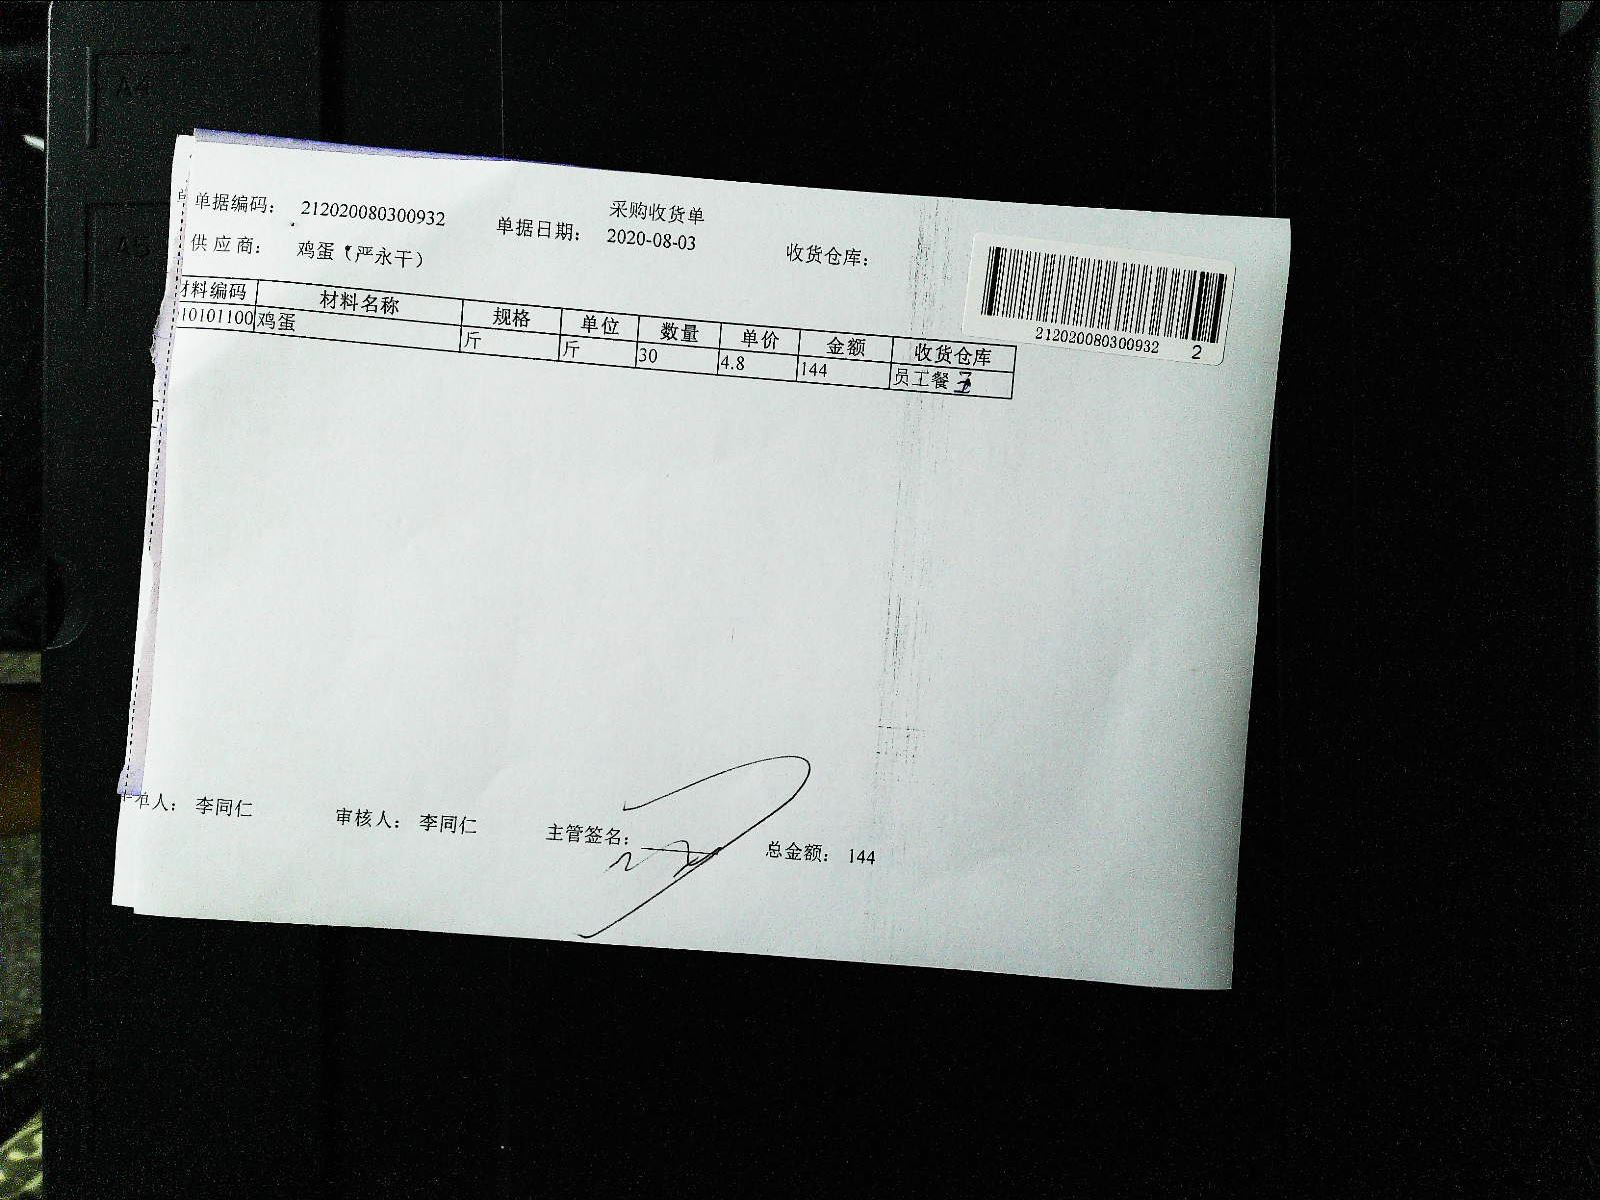 采购收货单
单据编码： 212020080300932 单据日期： 2020-08-03 收货仓库：
供应商： 鸡蛋（严永干）
212020080300932 2
材料编码 材料名称 规格 单位 数量 单价 金额 收货仓库
10101100 鸡蛋 斤 斤 30 4.8 144 员工餐
单人： 李同仁 审核人： 李同仁 主管签名： 总金额： 144